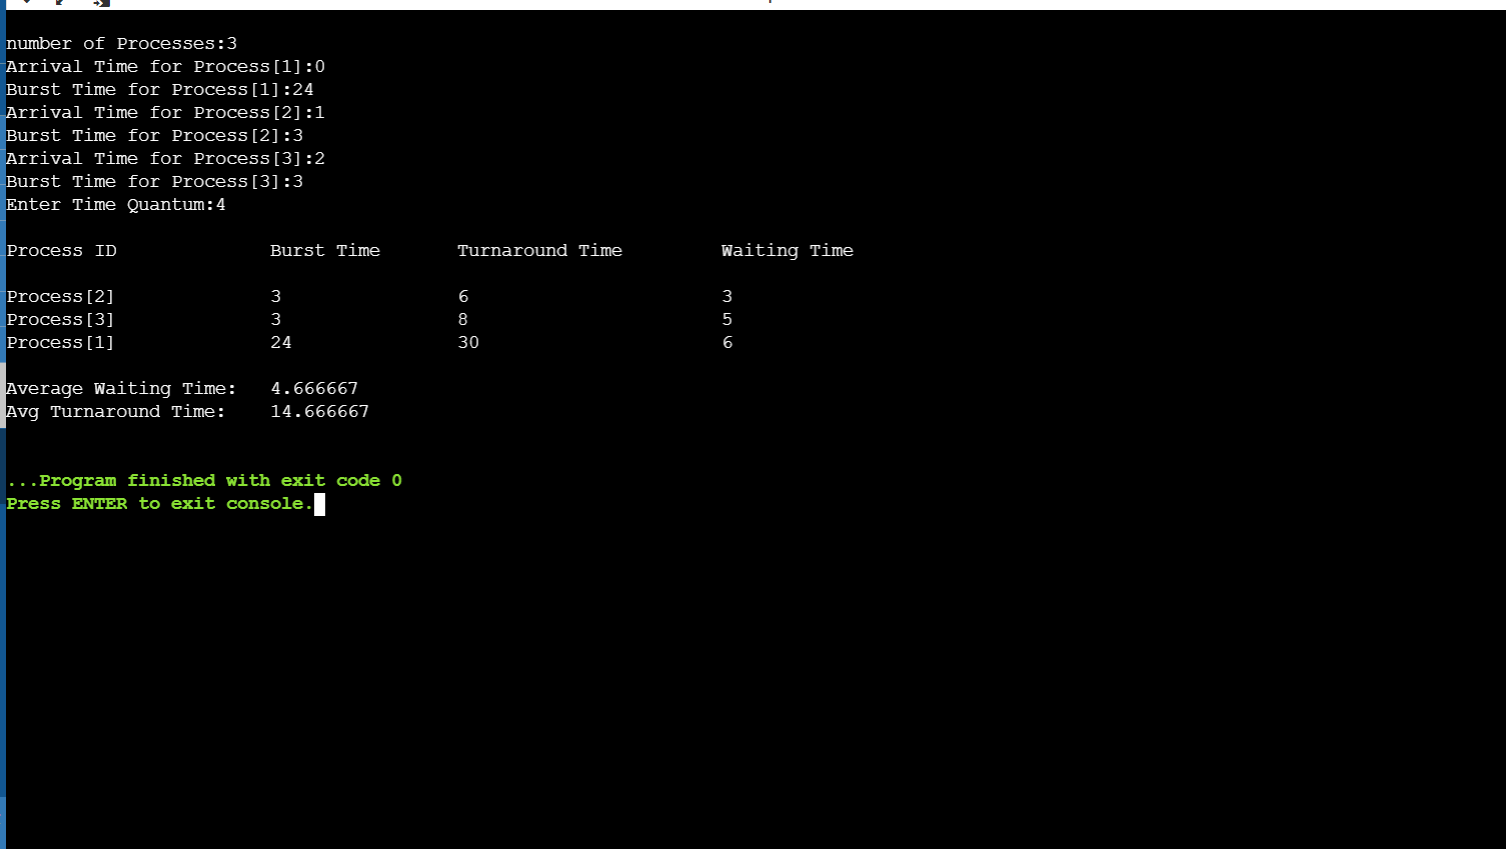 number of Processes:3
Arrival Time for Process[1]:0
Burst Time for Process[1]:24
Arrival Time for Process[2]:1
Burst Time for Process[2]:3
Arrival Time for Process[3]:2
Burst Time for Process[3]:3
Enter Time Quantum:4
Process ID Burst Time Turnaround Time Waiting Time
Process[2] 3 6 3
Process[3] 3 8 5
Process[1] 24 30 6
Average Waiting Time: 4.666667
Avg Turnaround Time: 14.666667
...Program finished with exit code 0
Press ENTER to exit console.